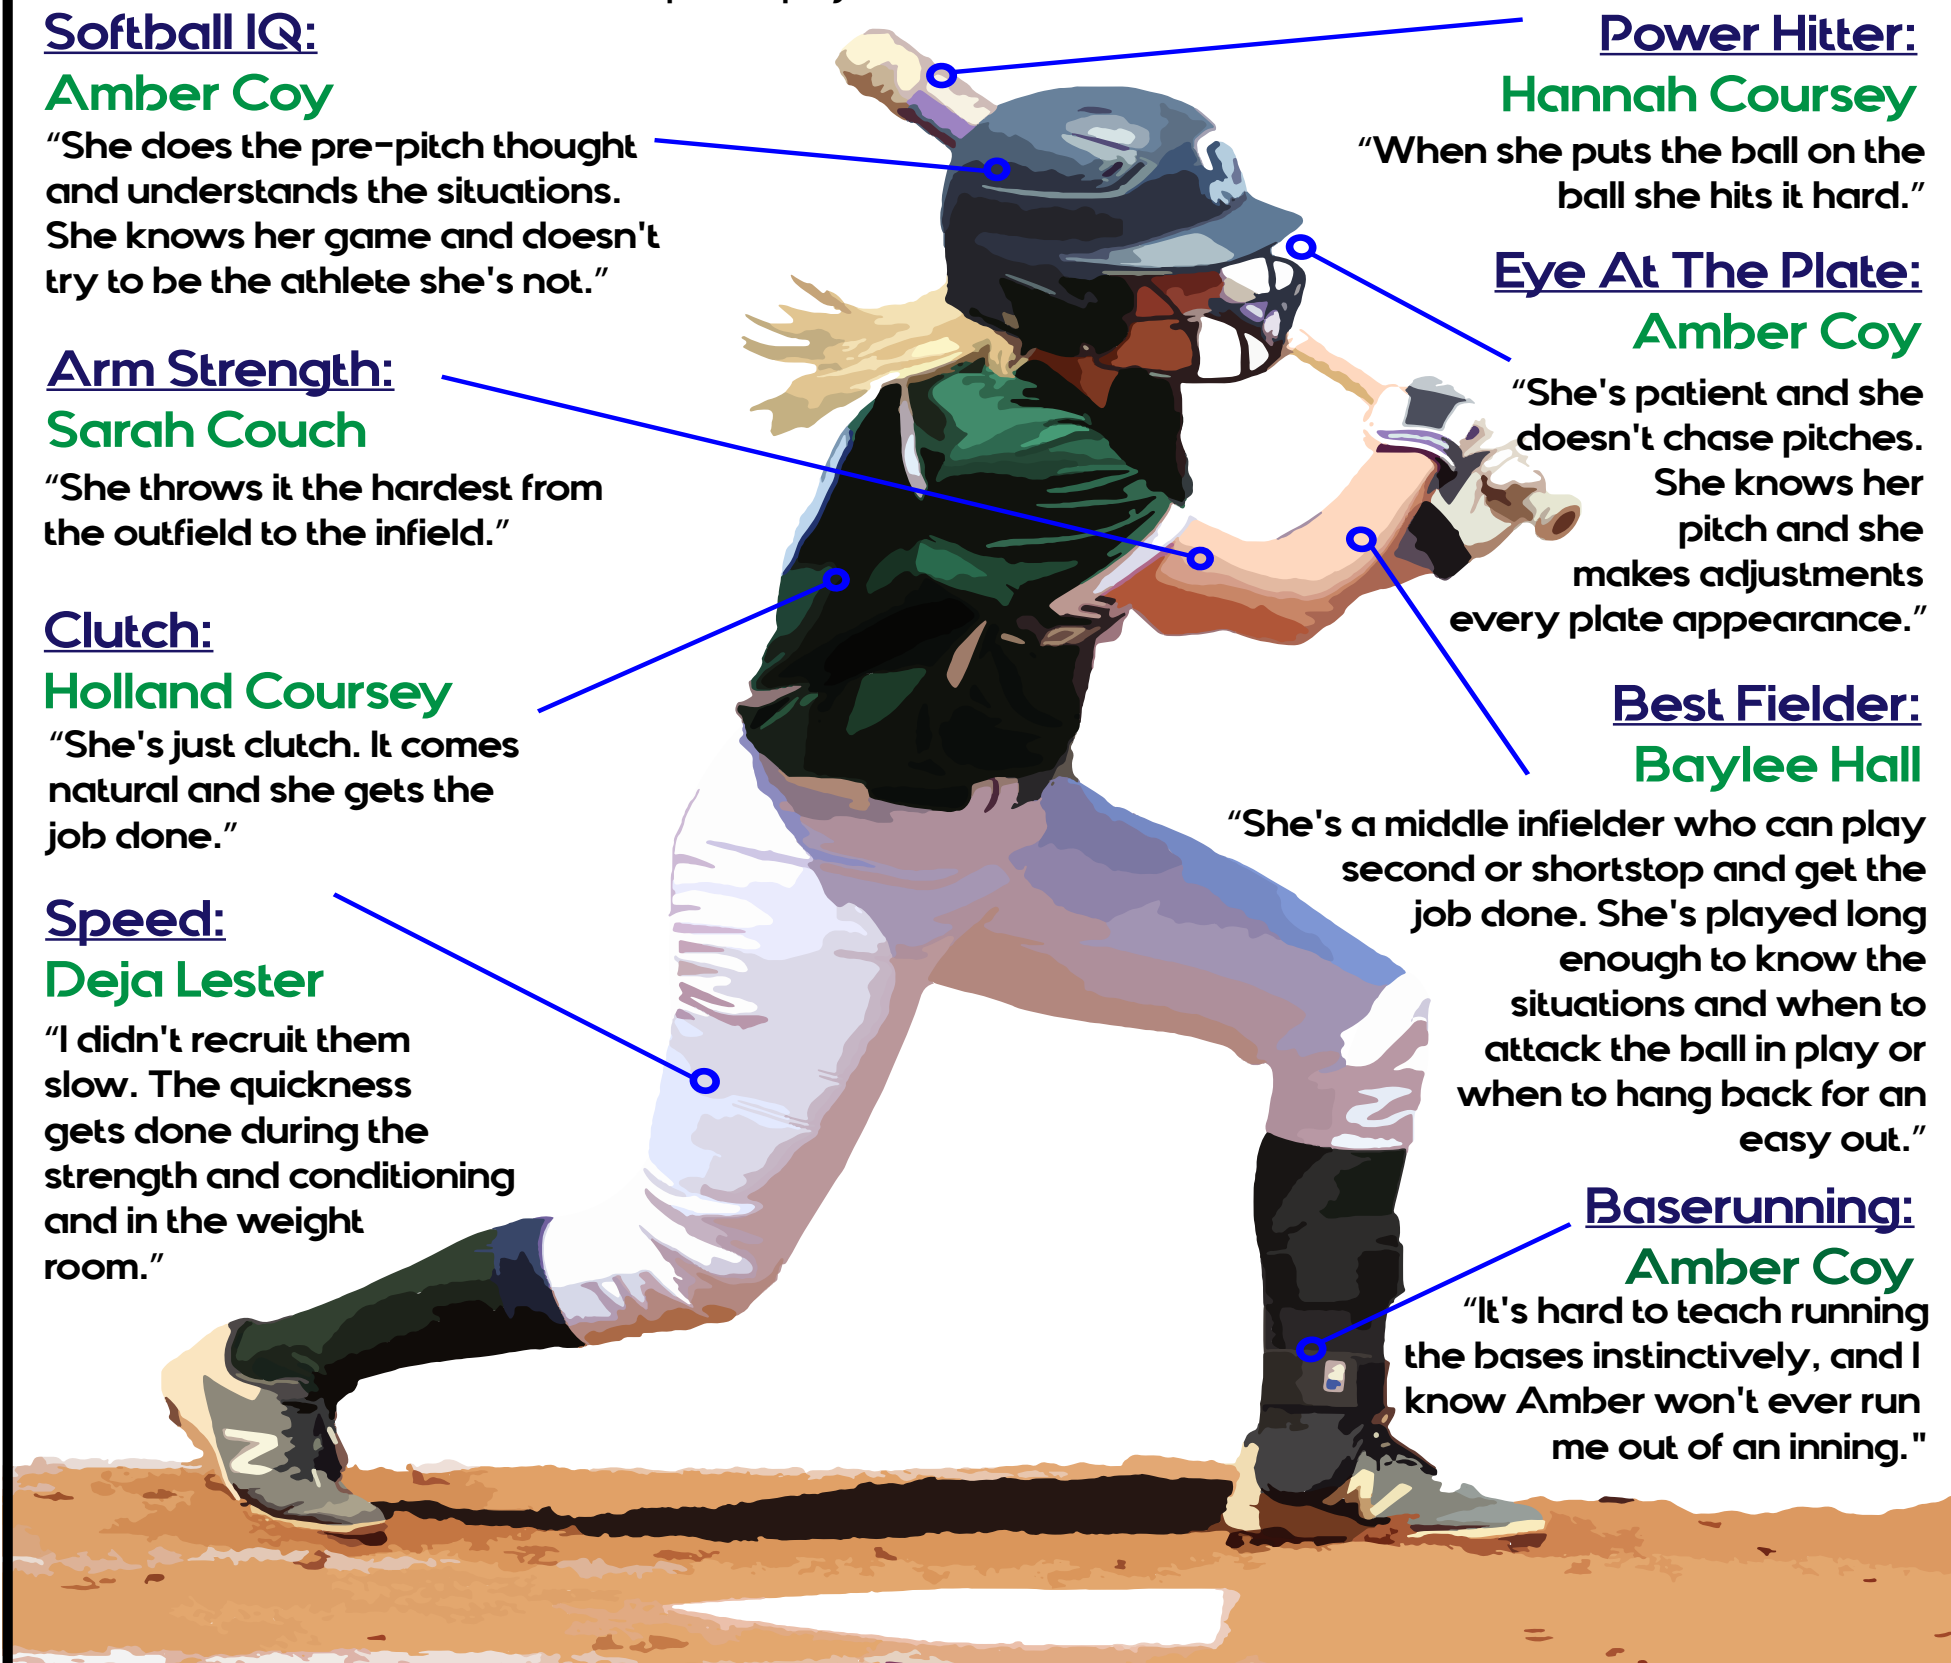 Softball IQ:
Amber Coy
“She does the pre-pitch thought
and understands the situations.
She knows her game and doesn't
try to be the athlete she's not.”
Arm Strength:
Sarah Couch
“She throws it the hardest from
the outfield to the infield.”
Clutch:
Holland Coursey
“She's just clutch. It comes
natural and she gets the
job done.”
Speed:
Deja Lester
“I didn't recruit them
slow. The quickness
gets done during the
strength and conditioning
and in the weight
room.”
Power Hitter:
Hannah Coursey
“When she puts the ball on the
ball she hits it hard.”
Eye At The Plate:
Amber Coy
“She's patient and she
doesn't chase pitches.
She knows her
pitch and she
makes adjustments
every plate appearance.”
Best Fielder:
Baylee Hall
“She's a middle infielder who can play
second or shortstop and get the
job done. She's played long
enough to know the
situations and when to
attack the ball in play or
when to hang back for an
easy out.”
Baserunning:
Amber Coy
“It's hard to teach running
the bases instinctively, and I
know Amber won't ever run
me out of an inning."